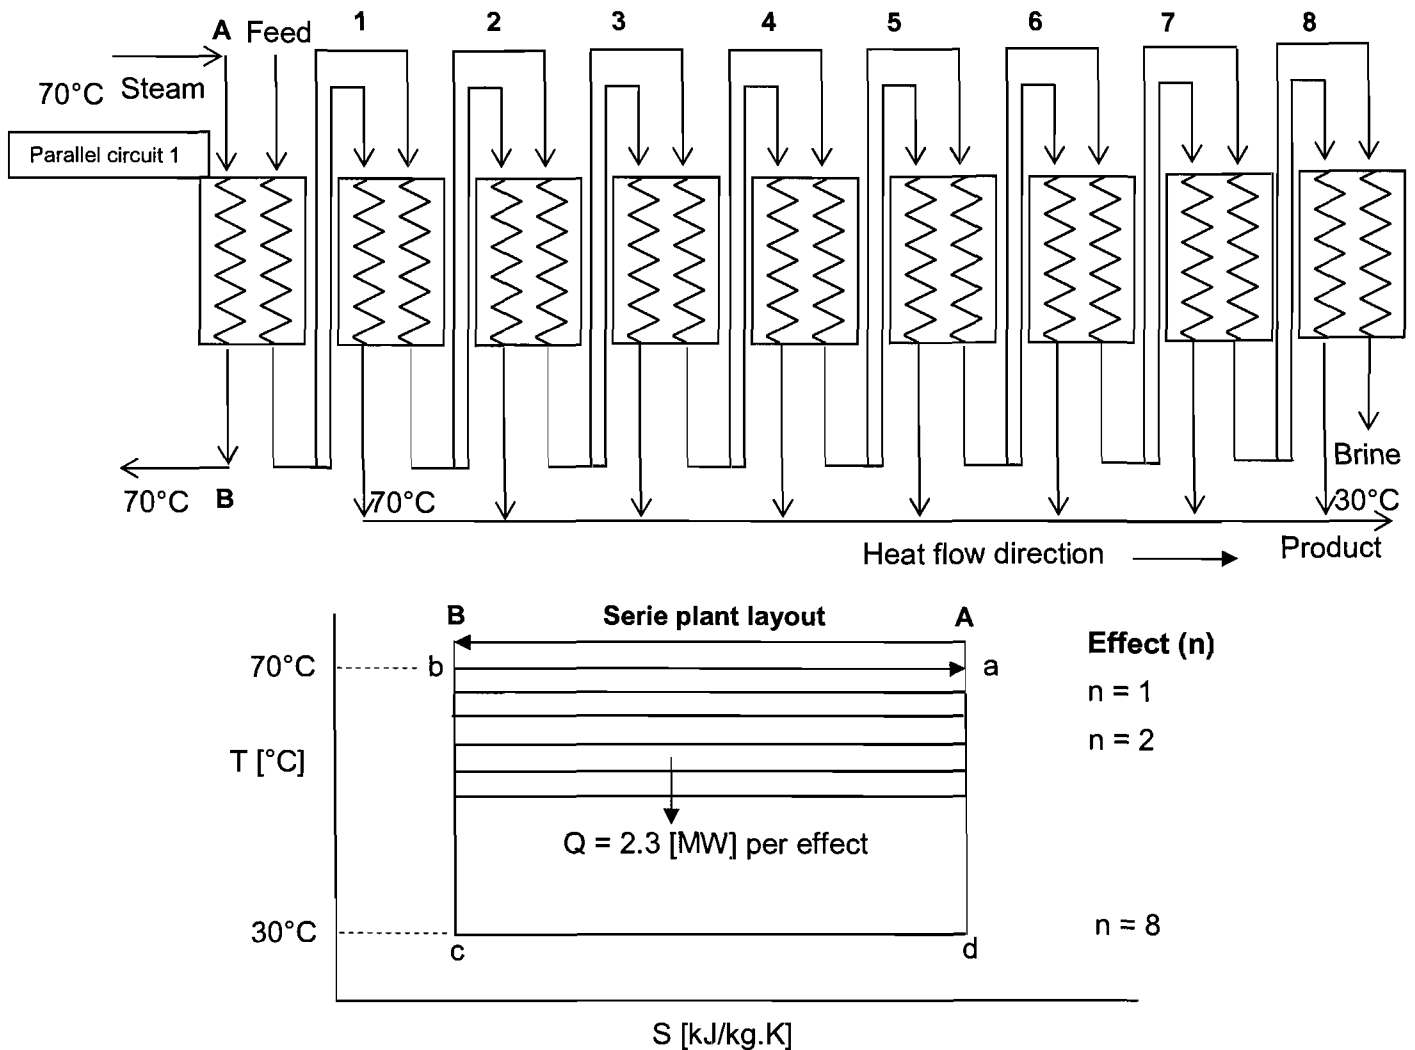 A Feed 1 2 3 4 5 6 7 8
70°C Steam
Parallel circuit 1
Brine
70°C B 70°C 30°C
Heat flow direction Product
B Serie plant layout A Effect (n)
70°C b a
n = 1
n = 2
T [°C]
Q = 2.3 [MW] per effect
30°C n = 8
c d
S [kJ/kg.K]